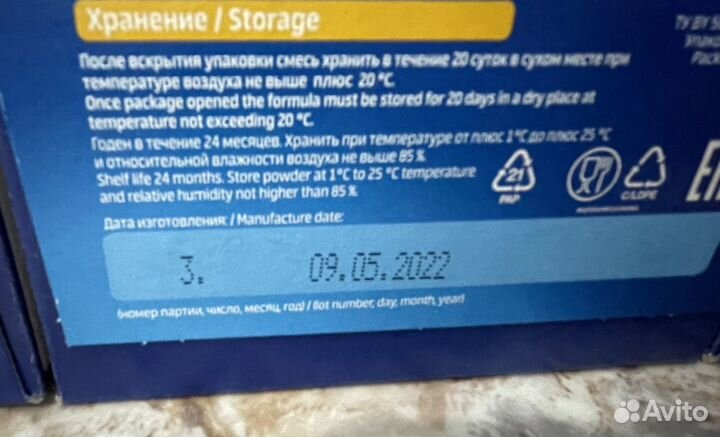 Хранение / Storage
После вскрытия упаковки смесь хранить в течение 20 суток в сухом месте при
температуре воздуха не выше плюс 20 °С.
Once package opened the formula must be stored for 20 days in a dry place at
temperature not exceeding 20 °C.
Годен в течение 24 месяцев. Хранить при температуре от плюс 1 °С до плюс 25 °С
и относительной влажности воздуха не выше 85 %
Shelf life 24 months. Store powder at 1°C to 25 °C temperature
and relative humidity not higher than 85 %
21
PAP
C/LDPE
Дата изготовления: / Manufacture date:
3. 09.05.2022
(номер партии, число, месяц, год) / (lot number, day, month, year)
ТУ BY
Упако
Pack
Avito